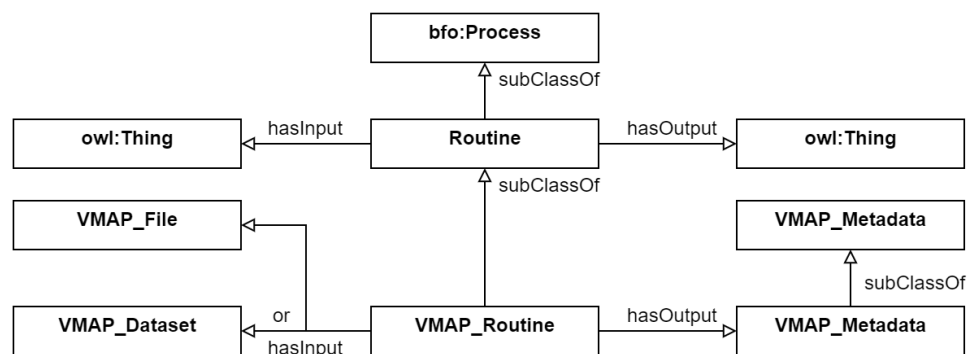 bfo:Process
subClassOf
owl:Thing
hasInput
Routine
hasOutput
owl:Thing
subClassOf
VMAP_File
VMAP_Metadata
subClassOf
VMAP_Dataset
or
hasInput
VMAP_Routine
hasOutput
VMAP_Metadata